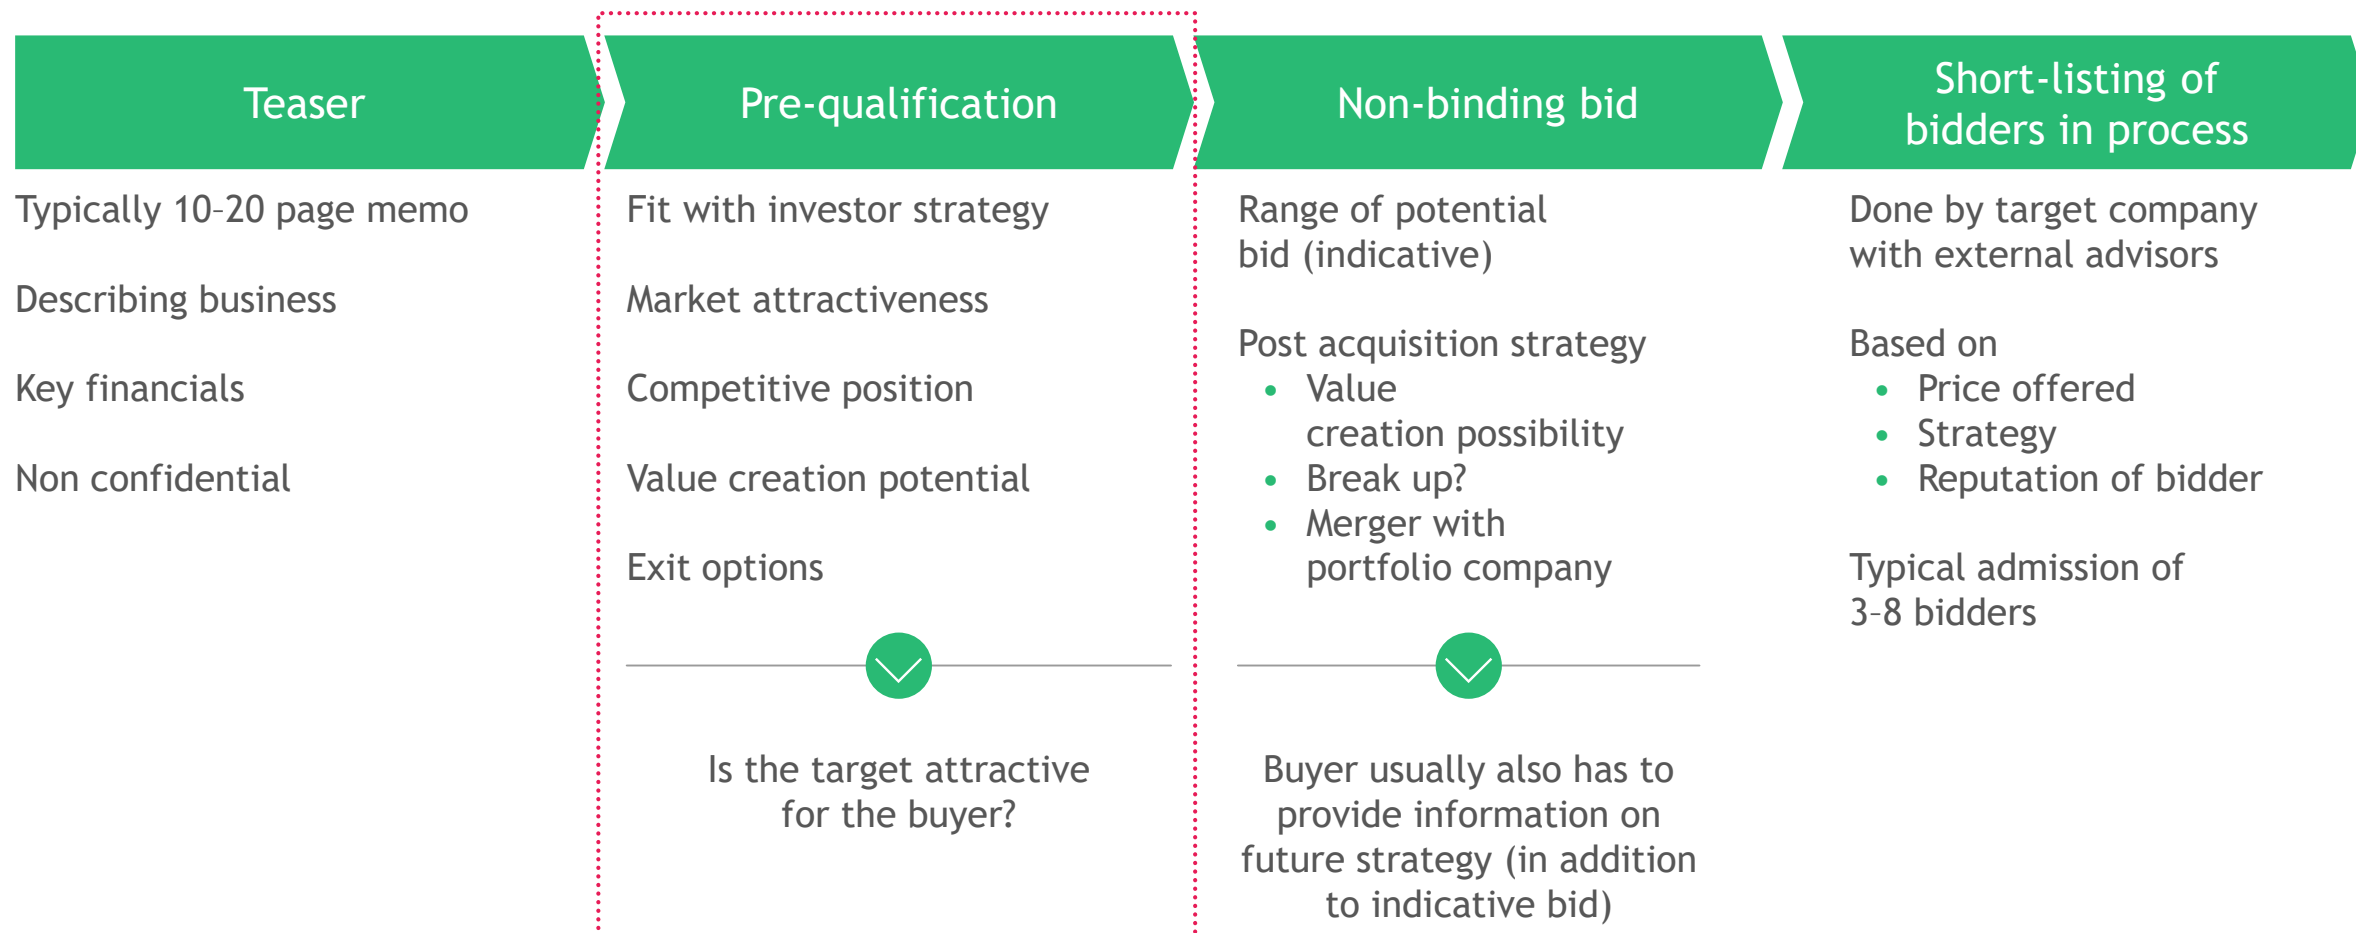 Teaser
Typically 10–20 page memo
Describing business
Key financials
Non confidential
Pre-qualification
Fit with investor strategy
Market attractiveness
Competitive position
Value creation potential
Exit options
Is the target attractive
for the buyer?
Non-binding bid
Range of potential
bid (indicative)
Post acquisition strategy
• Value
creation possibility
• Break up?
• Merger with
portfolio company
Buyer usually also has to
provide information on
future strategy (in addition
to indicative bid)
Short-listing of
bidders in process
Done by target company
with external advisors
Based on
• Price offered
• Strategy
• Reputation of bidder
Typical admission of
3–8 bidders